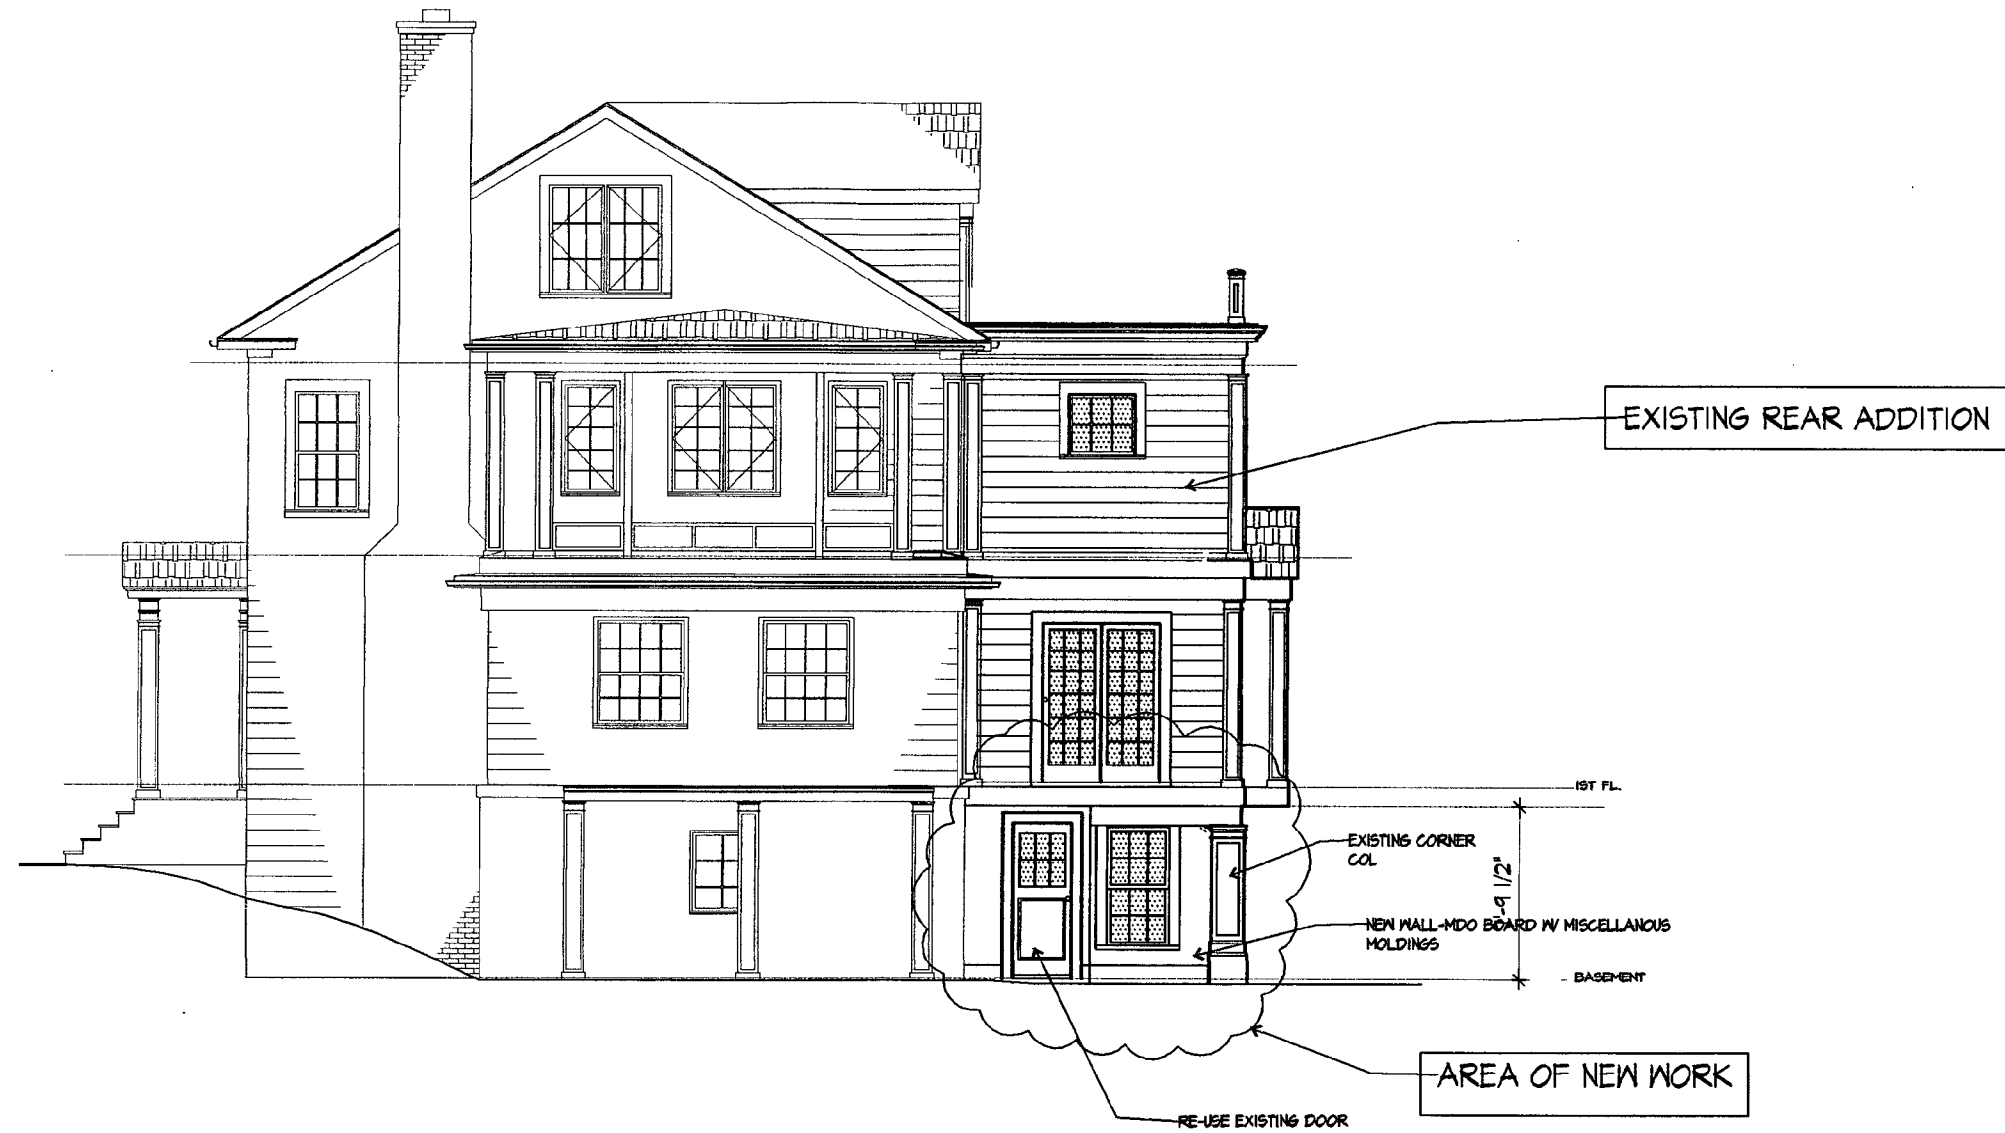 EXISTING REAR ADDITION
1ST FL.
EXISTING CORNER
COL
'-9 1/2"
NEW WALL-MDO BOARD W/ MISCELLANOUS
MOLDINGS
BASEMENT
AREA OF NEW WORK
RE-USE EXISTING DOOR